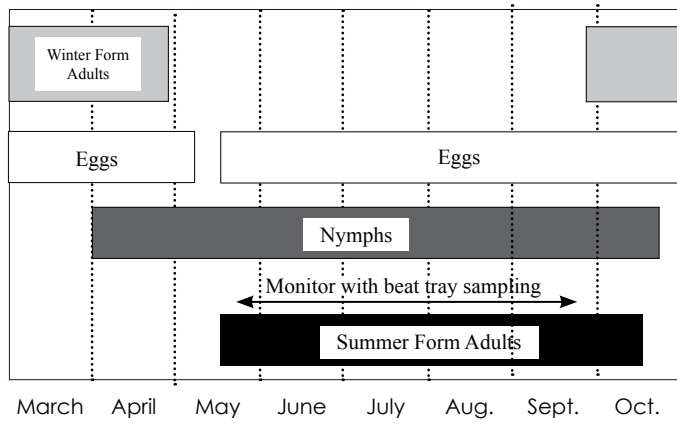 Winter Form
Adults
Eggs
Eggs
Nymphs
Monitor with beat tray sampling
Summer Form Adults
March April May June July Aug. Sept. Oct.